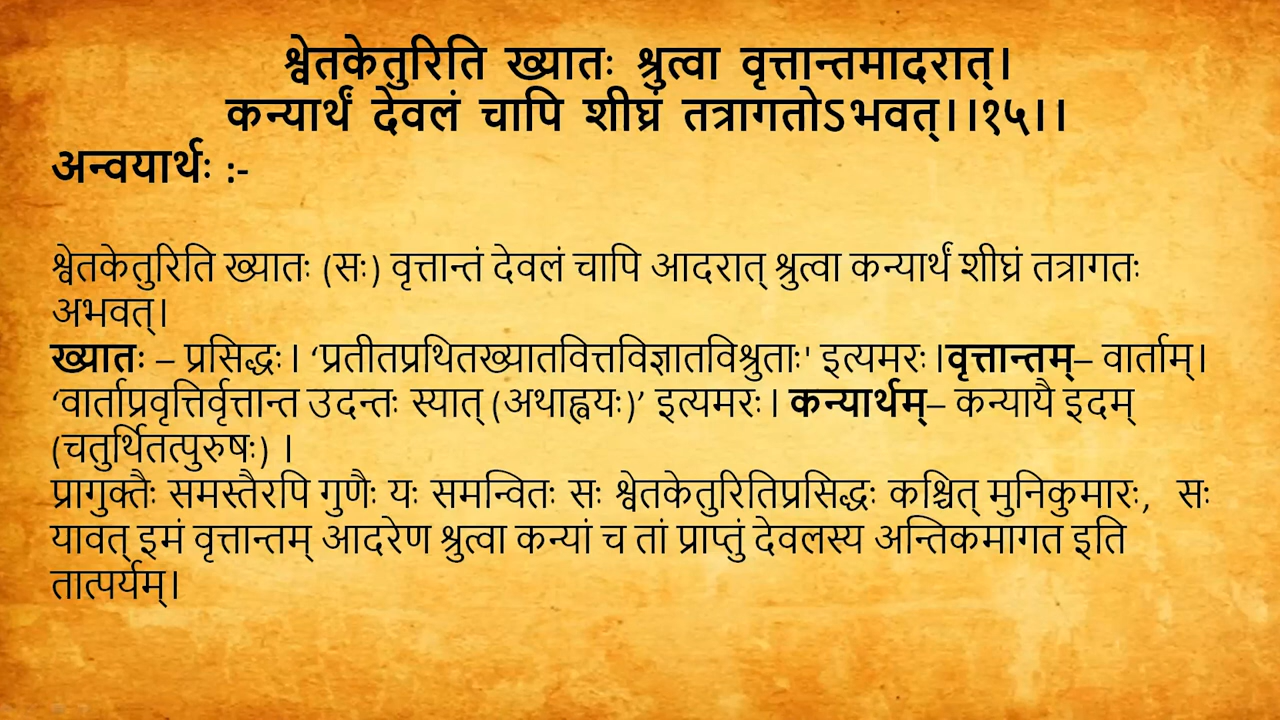 श्वेतकेतुरिति ख्यातः श्रुत्वा वृत्तान्तमादरात्।
कन्यार्थं देवलं चापि शीघ्रं तत्रागतोऽभवत्।।१५।।
अन्वयार्थः :-
श्वेतकेतुरिति ख्यातः (सः) वृत्तान्तं देवलं चापि आदरात् श्रुत्वा कन्यार्थं शीघ्रं तत्रागतः
अभवत्।
ख्यातः – प्रसिद्धः। ‘प्रतीतप्रथितख्यातवित्तविज्ञातविश्रुताः' इत्यमरः।वृत्तान्तम्– वार्ताम्।
‘वार्ताप्रवृत्तिर्वृत्तान्त उदन्तः स्यात् (अथाह्वयः)’ इत्यमरः। कन्यार्थम्– कन्यायै इदम्
(चतुर्थितत्पुरुषः) ।
प्रागुक्तैः समस्तैरपि गुणैः यः समन्वितः सः श्वेतकेतुरितिप्रसिद्धः कश्चित् मुनिकुमारः, सः
यावत् इमं वृत्तान्तम् आदरेण श्रुत्वा कन्यां च तां प्राप्तुं देवलस्य अन्तिकमागत इति
तात्पर्यम्।